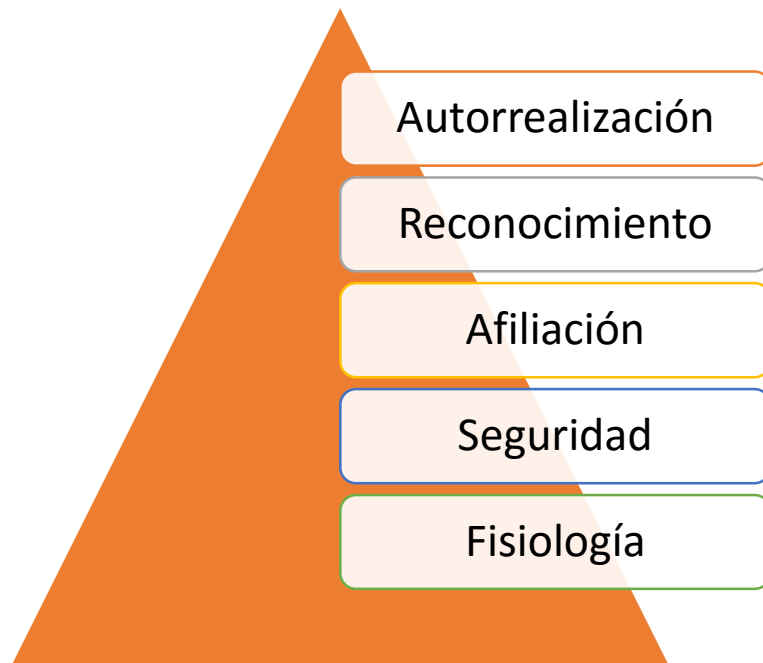 Autorrealización
Reconocimiento
Afiliación
Seguridad
Fisiología